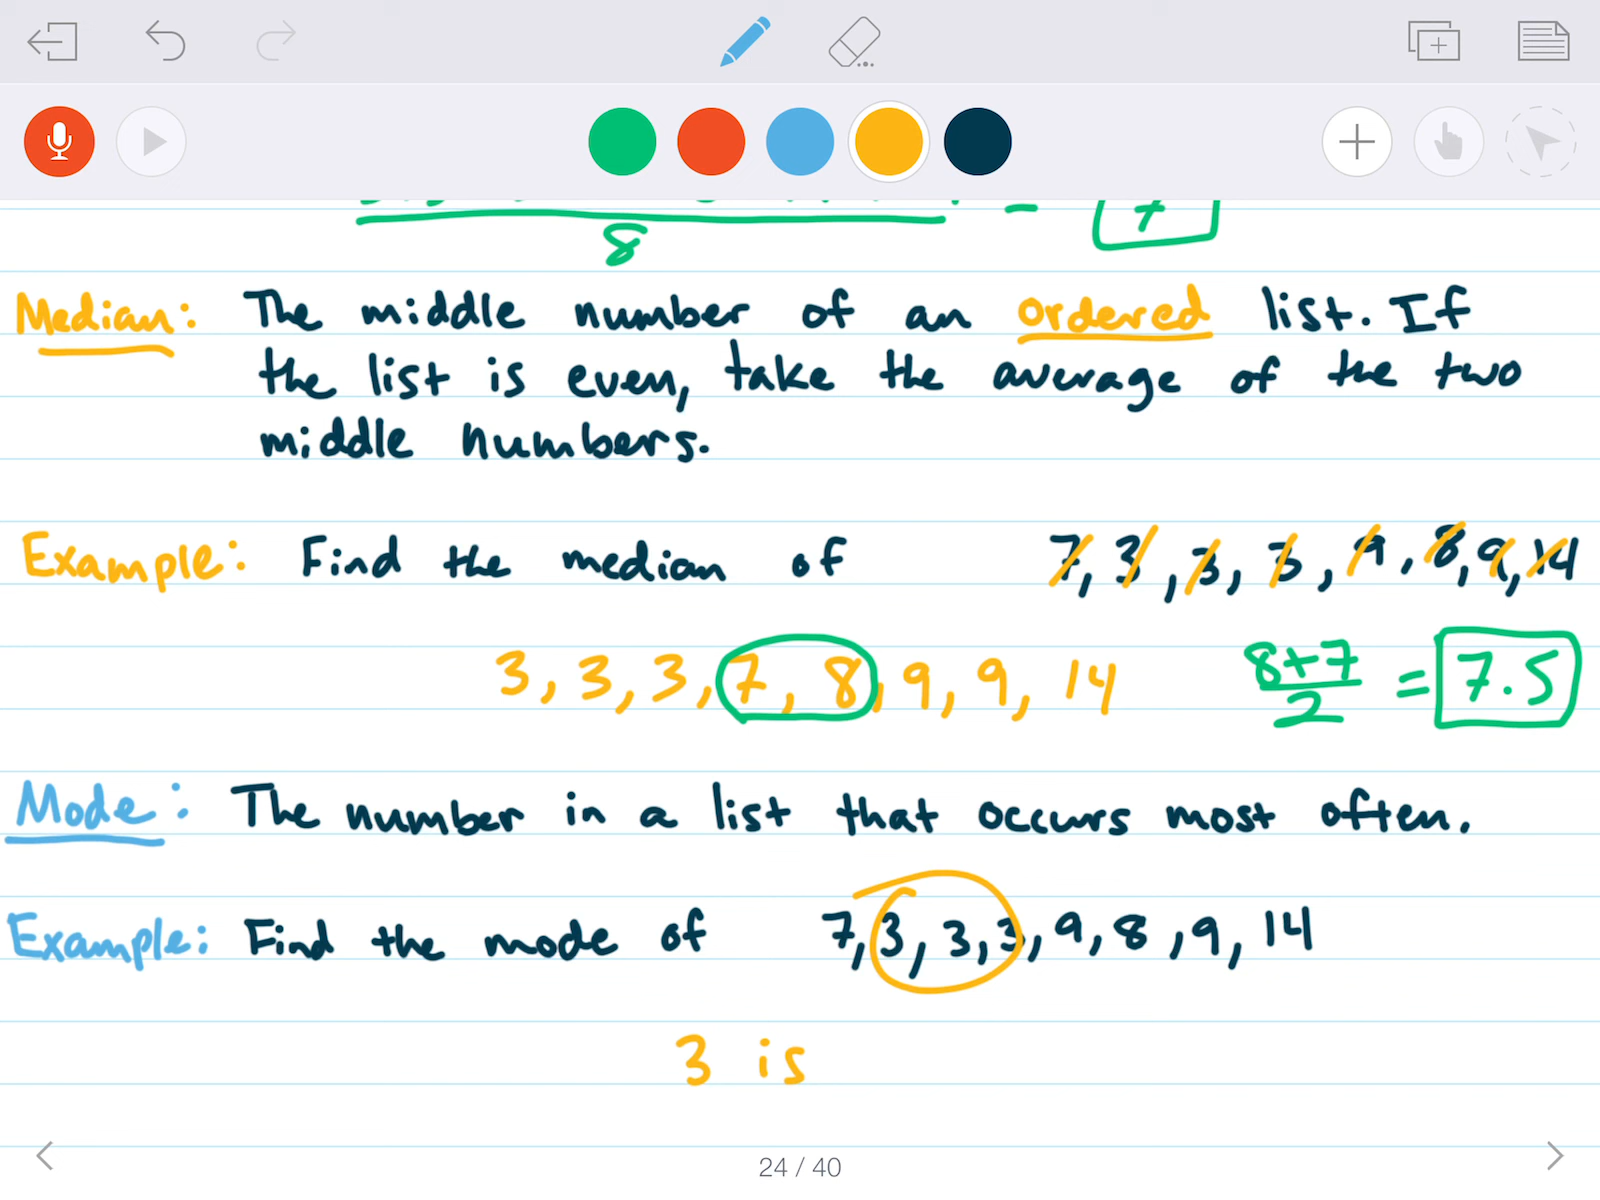 8 = 7
Median: The middle number of an ordered list. If
the list is even, take the average of the two
middle numbers.
Example: Find the median of 7, 3, 3, 3, 9, 8, 9, 14
3, 3, 3, 7, 8, 9, 9, 14 8+7/2 = 7.5
Mode: The number in a list that occurs most often.
Example: Find the mode of 7, 3, 3, 3, 9, 8, 9, 14
3 is
24 / 40